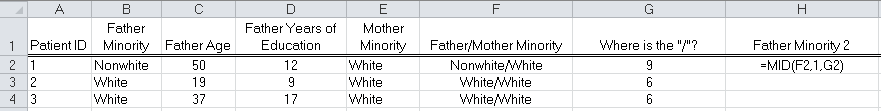 A B C D E F G H
Father Father Years of Mother
1 Patient ID Minority Father Age Education Minority Father/Mother Minority Where is the "/"? Father Minority 2
2 1 Nonwhite 50 12 White Nonwhite/White 9 =MID(F2,1,G2)
3 2 White 19 9 White White/White 6
4 3 White 37 17 White White/White 6